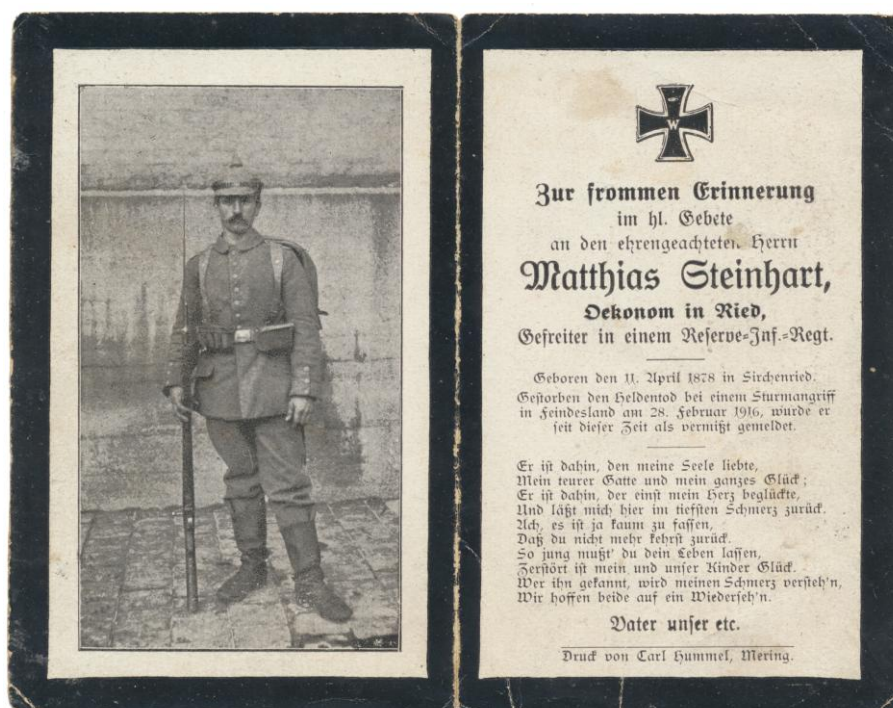 W
Zur frommen Erinnerung
im hl. Gebete
an den ehrengeachteten Herrn
Matthias Steinhart,
Oekonom in Ried,
Gefreiter in einem Reserve-Inf.-Regt.
Geboren den 11. April 1878 in Sirchenried.
Gestorben den Heldentod bei einem Sturmangriff
in Feindesland am 28. Februar 1916, wurde er
seit dieser Zeit als vermißt gemeldet.
Er ist dahin, den meine Seele liebte,
Mein teurer Gatte und mein ganzes Glück;
Er ist dahin, der einst mein Herz beglückte,
Und läßt mich hier im tiefsten Schmerz zurück.
Ach, es ist ja kaum zu fassen,
Daß du nicht mehr kehrst zurück.
So jung mußt' du dein Leben lassen,
Zerstört ist mein und unser Kinder Glück.
Wer ihn gekannt, wird meinen Schmerz versteh'n,
Wir hoffen beide auf ein Wiederseh'n.
Vater unser etc.
Druck von Carl Hummel, Mering.